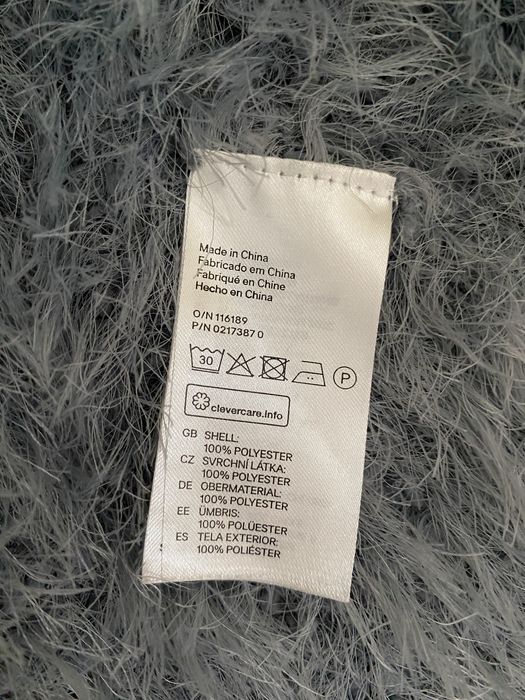 Made in China
Fabricado em China
Fabriqué en Chine
Hecho en China
O/N 116189
P/N 0217387 0
30 P
clevercare.info
GB SHELL:
100% POLYESTER
CZ SVRCHNÍ LÁTKA:
100% POLYESTER
DE OBERMATERIAL:
100% POLYESTER
EE ÜMBRIS:
100% POLÜESTER
ES TELA EXTERIOR:
100% POLIÉSTER